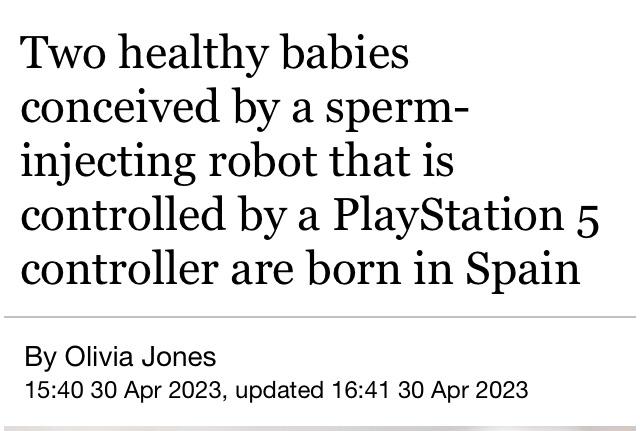 Two healthy babies
conceived by a sperm-
injecting robot that is
controlled by a PlayStation 5
controller are born in Spain
By Olivia Jones
15:40 30 Apr 2023, updated 16:41 30 Apr 2023